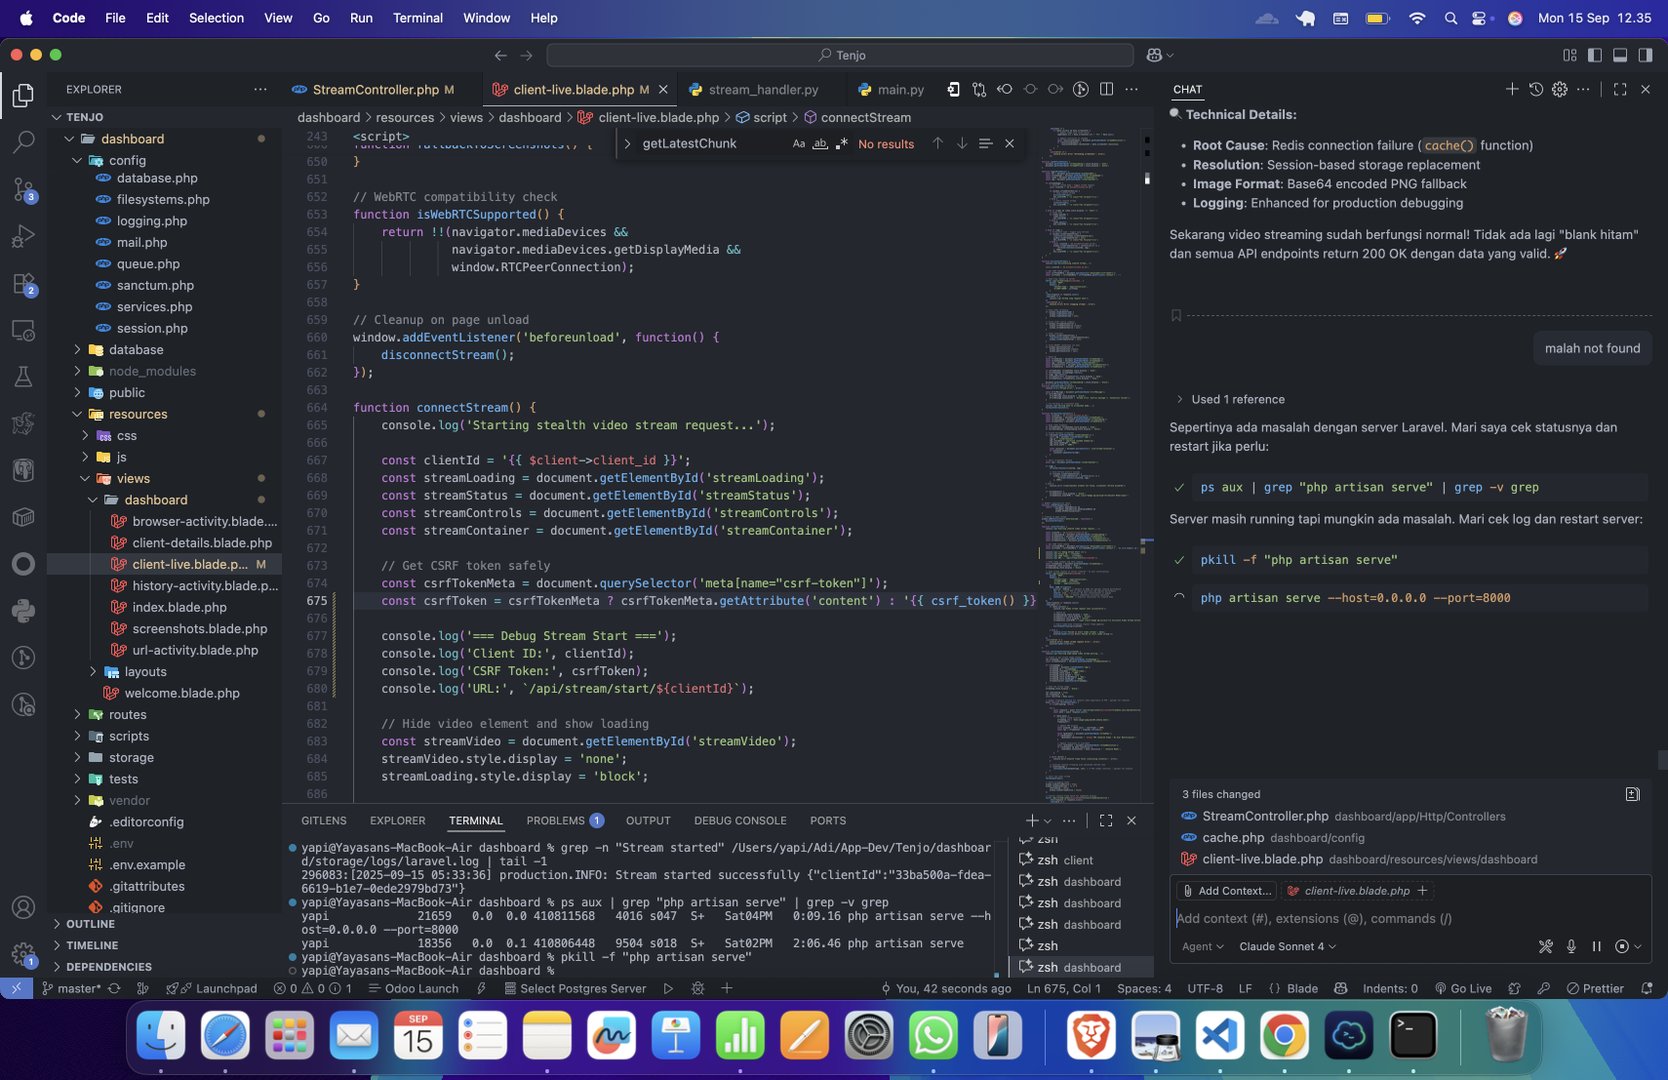 Code File Edit Selection View Go Run Terminal Window Help
Mon 15 Sep 12.35
Tenjo
EXPLORER
TENJO
dashboard
config
database.php
filesystems.php
logging.php
mail.php
queue.php
sanctum.php
services.php
session.php
database
node_modules
public
resources
css
js
views
dashboard
browser-activity.blade....
client-details.blade.php
client-live.blade.p... M
history-activity.blade.p...
index.blade.php
screenshots.blade.php
url-activity.blade.php
layouts
welcome.blade.php
routes
scripts
storage
tests
vendor
.editorconfig
.env
.env.example
.gitattributes
.gitignore
OUTLINE
TIMELINE
DEPENDENCIES
3
2
1
StreamController.php M
client-live.blade.php M
stream_handler.py
main.py
dashboard > resources > views > dashboard > client-live.blade.php > script > connectStream
getLatestChunk Aa ab No results
243 <script>
650 }
651
652 // WebRTC compatibility check
653 function isWebRTCSupported() {
654 return !!(navigator.mediaDevices &&
655 navigator.mediaDevices.getDisplayMedia &&
656 window.RTCPeerConnection);
657 }
658
659 // Cleanup on page unload
660 window.addEventListener('beforeunload', function() {
661 disconnectStream();
662 });
663
664 function connectStream() {
665 console.log('Starting stealth video stream request...');
666
667 const clientId = '{{ $client->client_id }}';
668 const streamLoading = document.getElementById('streamLoading');
669 const streamStatus = document.getElementById('streamStatus');
670 const streamControls = document.getElementById('streamControls');
671 const streamContainer = document.getElementById('streamContainer');
672
673 // Get CSRF token safely
674 const csrfTokenMeta = document.querySelector('meta[name="csrf-token"]');
675 const csrfToken = csrfTokenMeta ? csrfTokenMeta.getAttribute('content') : '{{ csrf_token() }}
676
677 console.log('=== Debug Stream Start ===');
678 console.log('Client ID:', clientId);
679 console.log('CSRF Token:', csrfToken);
680 console.log('URL:', `/api/stream/start/${clientId}`);
681
682 // Hide video element and show loading
683 const streamVideo = document.getElementById('streamVideo');
684 streamVideo.style.display = 'none';
685 streamLoading.style.display = 'block';
686
GITLENS EXPLORER TERMINAL PROBLEMS 1 OUTPUT DEBUG CONSOLE PORTS
yapi@Yayasans-MacBook-Air dashboard % grep -n "Stream started" /Users/yapi/Adi/App-Dev/Tenjo/dashboar
d/storage/logs/laravel.log | tail -1
296083:[2025-09-15 05:33:36] production.INFO: Stream started successfully {"clientId":"33ba500a-fdea-
6619-b1e7-0ede2979bd73"}
yapi@Yayasans-MacBook-Air dashboard % ps aux | grep "php artisan serve" | grep -v grep
yapi 21659 0.0 0.0 410811568 4016 s047 S+ Sat04PM 0:09.16 php artisan serve --h
ost=0.0.0.0 --port=8000
yapi 18356 0.0 0.1 410806448 9504 s018 S+ Sat02PM 2:06.46 php artisan serve
yapi@Yayasans-MacBook-Air dashboard % pkill -f "php artisan serve"
yapi@Yayasans-MacBook-Air dashboard %
zsh
zsh client
zsh dashboard
zsh dashboard
zsh dashboard
zsh
zsh dashboard
CHAT
Technical Details:
• Root Cause: Redis connection failure (cache() function)
• Resolution: Session-based storage replacement
• Image Format: Base64 encoded PNG fallback
• Logging: Enhanced for production debugging
Sekarang video streaming sudah berfungsi normal! Tidak ada lagi "blank hitam"
dan semua API endpoints return 200 OK dengan data yang valid. 🚀
malah not found
Used 1 reference
Sepertinya ada masalah dengan server Laravel. Mari saya cek statusnya dan
restart jika perlu:
ps aux | grep "php artisan serve" | grep -v grep
Server masih running tapi mungkin ada masalah. Mari cek log dan restart server:
pkill -f "php artisan serve"
php artisan serve --host=0.0.0.0 --port=8000
3 files changed
StreamController.php dashboard/app/Http/Controllers
cache.php dashboard/config
client-live.blade.php dashboard/resources/views/dashboard
Add Context... client-live.blade.php +
Add context (#), extensions (@), commands (/)
Agent Claude Sonnet 4
master* Launchpad 0 0 1 Odoo Launch Select Postgres Server You, 42 seconds ago Ln 675, Col 1 Spaces: 4 UTF-8 LF {} Blade Indents: 0 Go Live Prettier
SEP
15